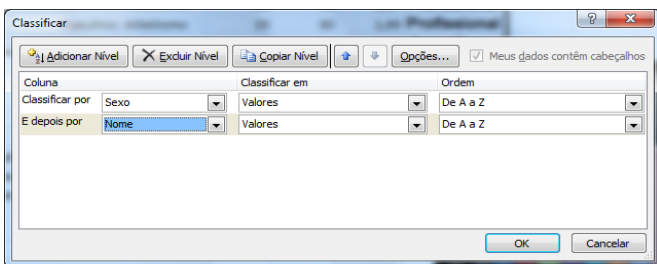 Classificar
Adicionar Nível Excluir Nível Copiar Nível Opções... Meus dados contêm cabeçalhos
Coluna Classificar em Ordem
Classificar por Sexo Valores De A a Z
E depois por Nome Valores De A a Z
OK Cancelar